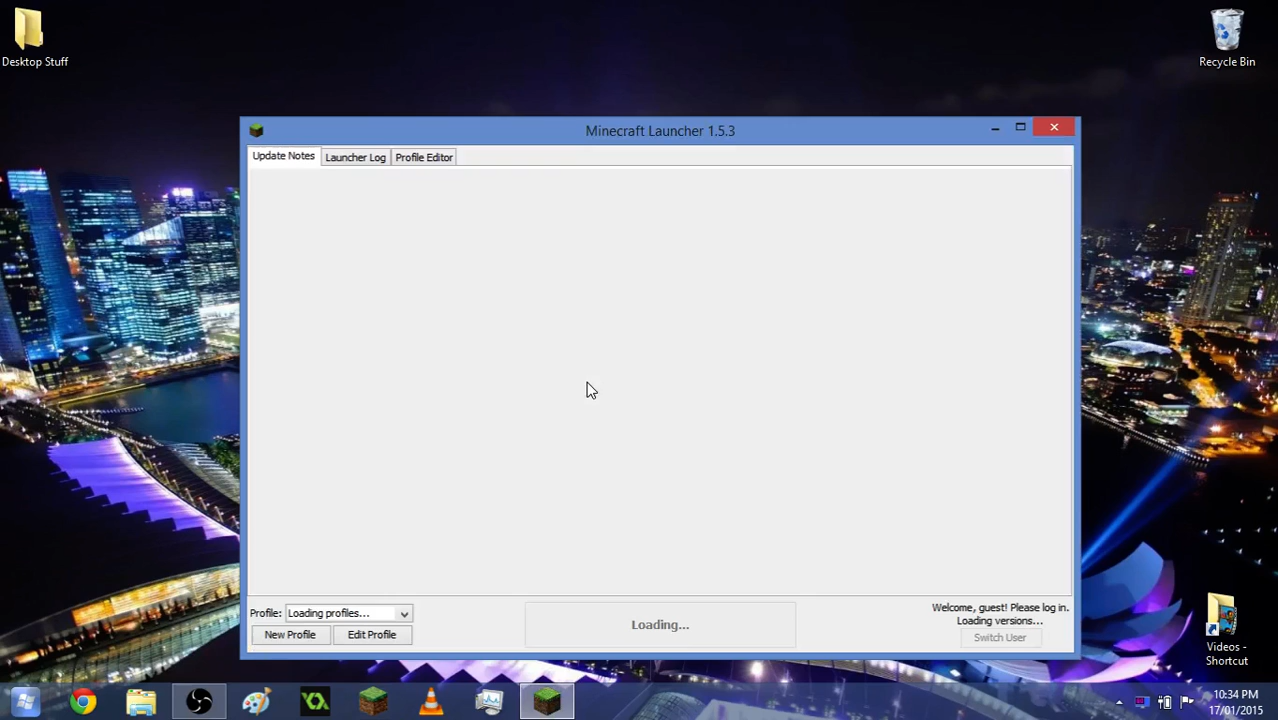 Desktop Stuff
Recycle Bin
Minecraft Launcher 1.5.3
Update Notes
Launcher Log
Profile Editor
Profile:
Loading profiles...
New Profile
Edit Profile
Loading...
Welcome, guest! Please log in.
Loading versions...
Switch User
Videos -
Shortcut
10:34 PM
17/01/2015